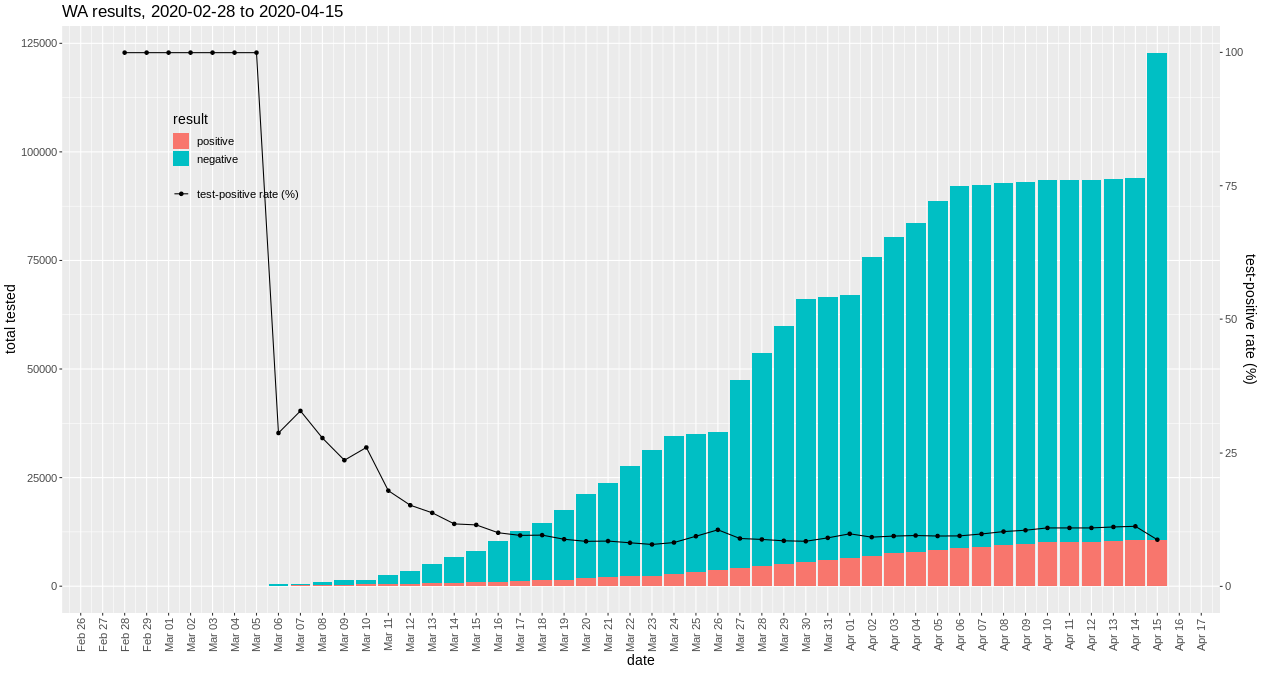 WA results, 2020-02-28 to 2020-04-15
total tested
125000
100000
75000
50000
25000
0
result
positive
negative
test-positive rate (%)
100
75
50
25
0
test-positive rate (%)
Feb 26
Feb 27
Feb 28
Feb 29
Mar 01
Mar 02
Mar 03
Mar 04
Mar 05
Mar 06
Mar 07
Mar 08
Mar 09
Mar 10
Mar 11
Mar 12
Mar 13
Mar 14
Mar 15
Mar 16
Mar 17
Mar 18
Mar 19
Mar 20
Mar 21
Mar 22
Mar 23
Mar 24
Mar 25
Mar 26
Mar 27
Mar 28
Mar 29
Mar 30
Mar 31
Apr 01
Apr 02
Apr 03
Apr 04
Apr 05
Apr 06
Apr 07
Apr 08
Apr 09
Apr 10
Apr 11
Apr 12
Apr 13
Apr 14
Apr 15
Apr 16
Apr 17
date